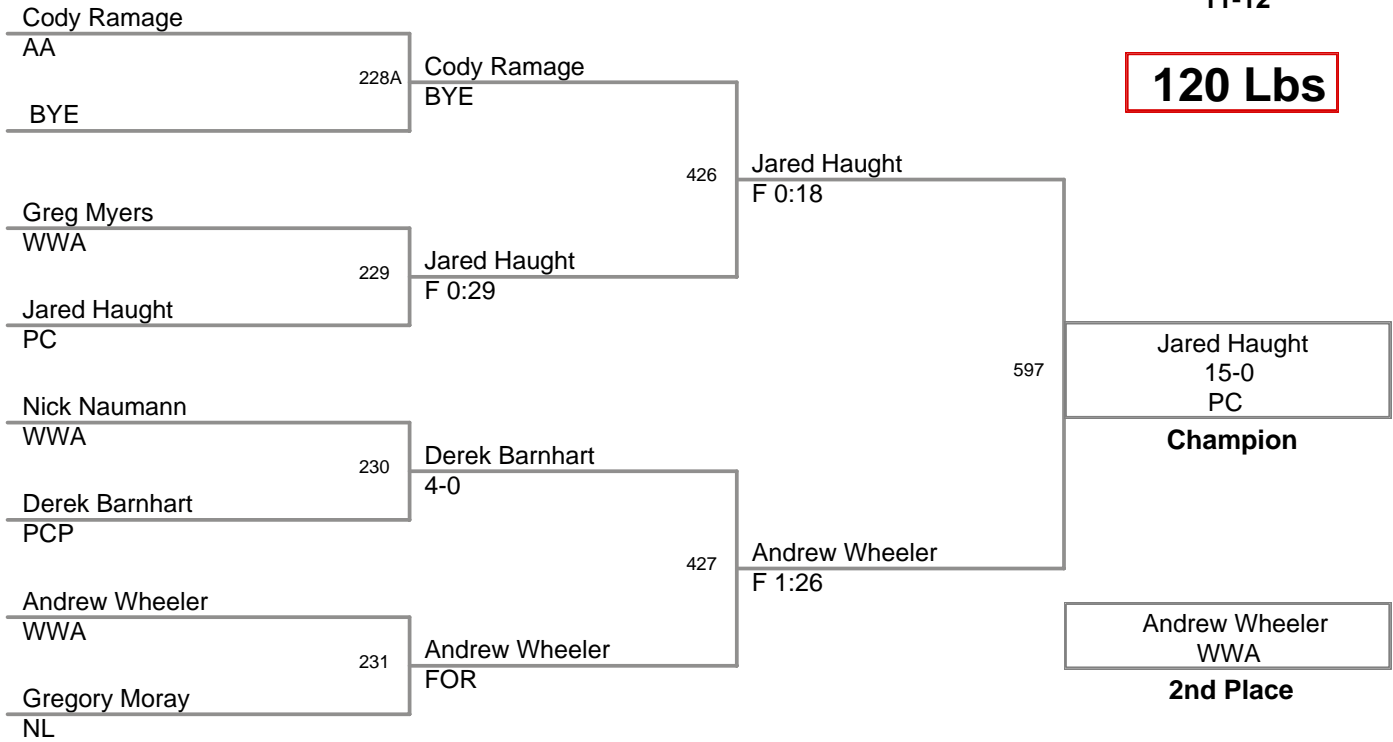 11-12
120 Lbs
Cody Ramage
AA
228A
BYE
Cody Ramage
BYE
Greg Myers
WWA
229
Jared Haught
PC
Jared Haught
F 0:29
426
Jared Haught
F 0:18
Nick Naumann
WWA
230
Derek Barnhart
PCP
Derek Barnhart
4-0
Andrew Wheeler
WWA
231
Gregory Moray
NL
Andrew Wheeler
FOR
427
Andrew Wheeler
F 1:26
597
Jared Haught
15-0
PC
Champion
Andrew Wheeler
WWA
2nd Place